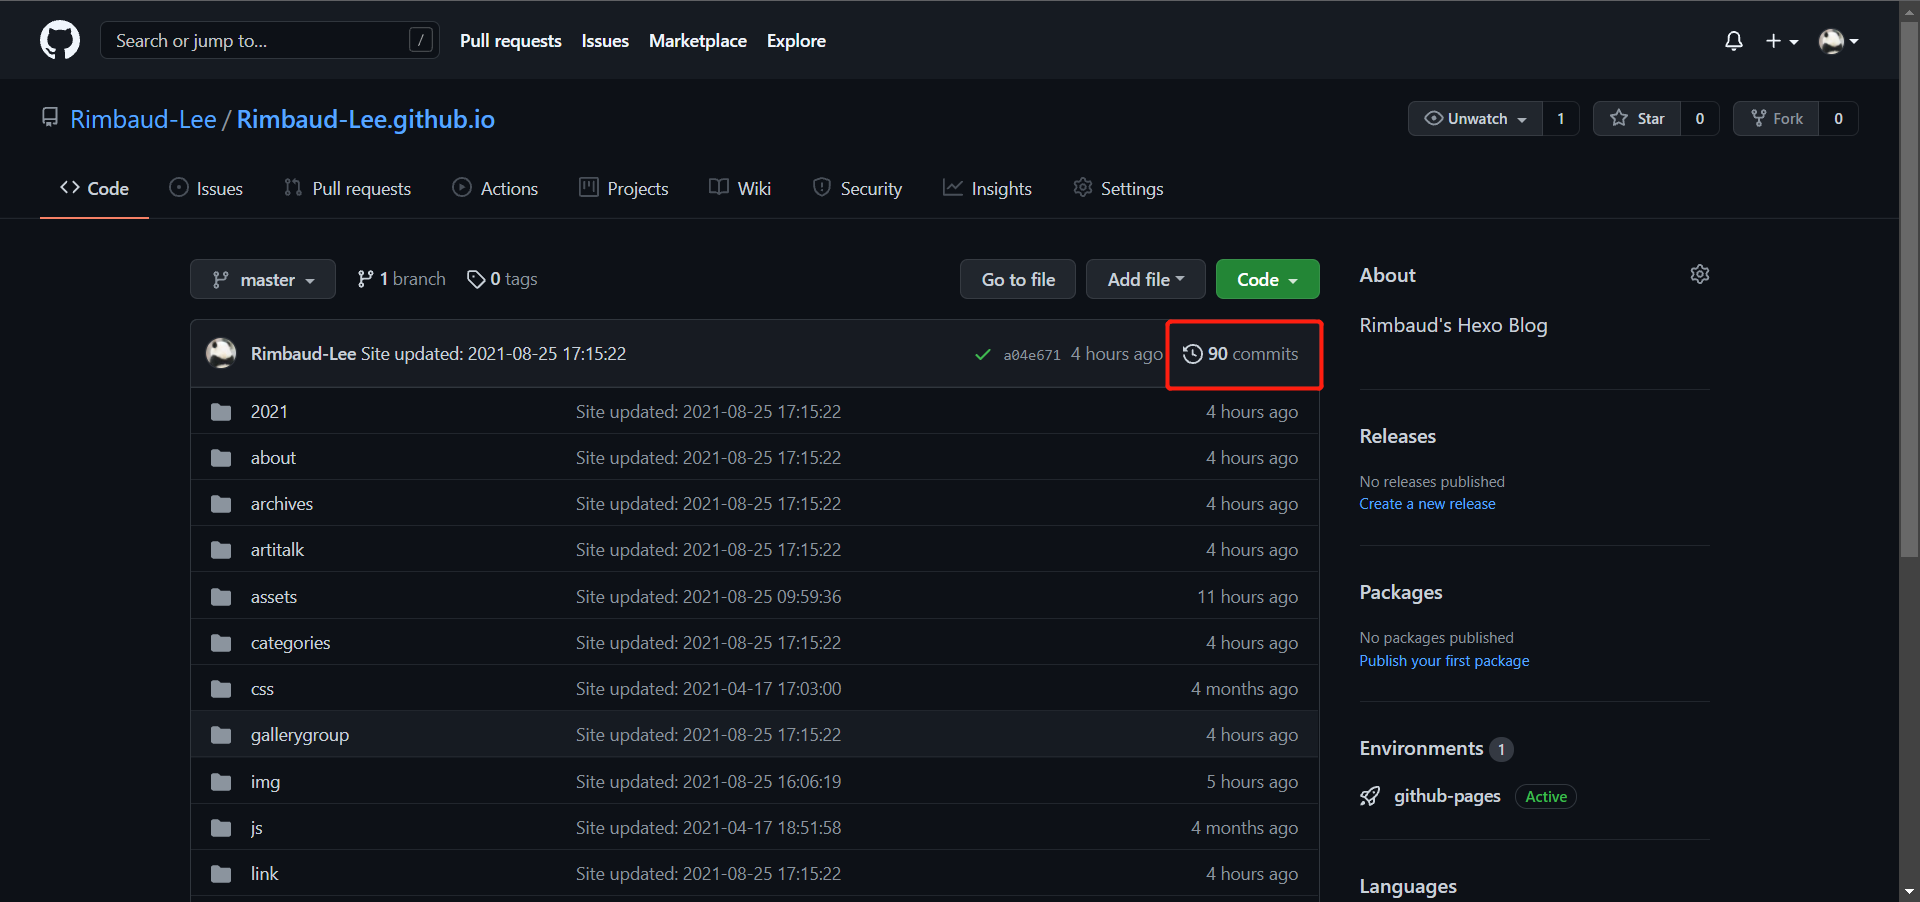 Search or jump to... / Pull requests Issues Marketplace Explore
Rimbaud-Lee / Rimbaud-Lee.github.io Unwatch 1 Star 0 Fork 0
Code Issues Pull requests Actions Projects Wiki Security Insights Settings
master 1 branch 0 tags Go to file Add file Code
Rimbaud-Lee Site updated: 2021-08-25 17:15:22 a04e671 4 hours ago 90 commits
2021 Site updated: 2021-08-25 17:15:22 4 hours ago
about Site updated: 2021-08-25 17:15:22 4 hours ago
archives Site updated: 2021-08-25 17:15:22 4 hours ago
artitalk Site updated: 2021-08-25 17:15:22 4 hours ago
assets Site updated: 2021-08-25 09:59:36 11 hours ago
categories Site updated: 2021-08-25 17:15:22 4 hours ago
css Site updated: 2021-04-17 17:03:00 4 months ago
gallerygroup Site updated: 2021-08-25 17:15:22 4 hours ago
img Site updated: 2021-08-25 16:06:19 5 hours ago
js Site updated: 2021-04-17 18:51:58 4 months ago
link Site updated: 2021-08-25 17:15:22 4 hours ago
About
Rimbaud's Hexo Blog
Releases
No releases published
Create a new release
Packages
No packages published
Publish your first package
Environments 1
github-pages Active
Languages